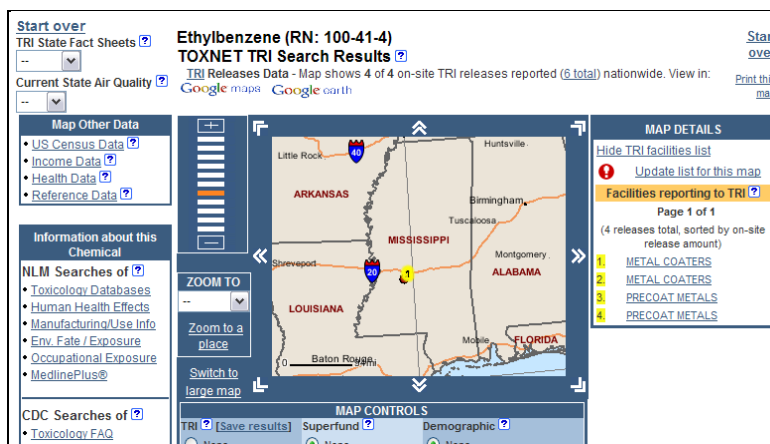 Start over
TRI State Fact Sheets ?
--
Current State Air Quality ?
--
Ethylbenzene (RN: 100-41-4)
TOXNET TRI Search Results ?
TRI Releases Data - Map shows 4 of 4 on-site TRI releases reported (6 total) nationwide. View in:
Google maps Google earth
Star
ove
Print thi
ma
Map Other Data
• US Census Data ?
• Income Data ?
• Health Data ?
• Reference Data ?
Information about this
Chemical
NLM Searches of ?
• Toxicology Databases
• Human Health Effects
• Manufacturing/Use Info
• Env. Fate / Exposure
• Occupational Exposure
• MedlinePlus®
CDC Searches of ?
• Toxicology FAQ
ZOOM TO
--
Zoom to a
place
Switch to
large map
Huntsville
Little Rock
40
ARKANSAS
Birmingham
Tuscaloosa
MISSISSIPPI
Montgomery
Shreveport
20
1
ALABAMA
LOUISIANA
Mobile
FLORIDA
Baton Rouge
0
MAP DETAILS
Hide TRI facilities list
Update list for this map
Facilities reporting to TRI ?
Page 1 of 1
(4 releases total, sorted by on-site
release amount)
1. METAL COATERS
2. METAL COATERS
3. PRECOAT METALS
4. PRECOAT METALS
MAP CONTROLS
TRI ? [Save results] Superfund ? Demographic ?
None None None